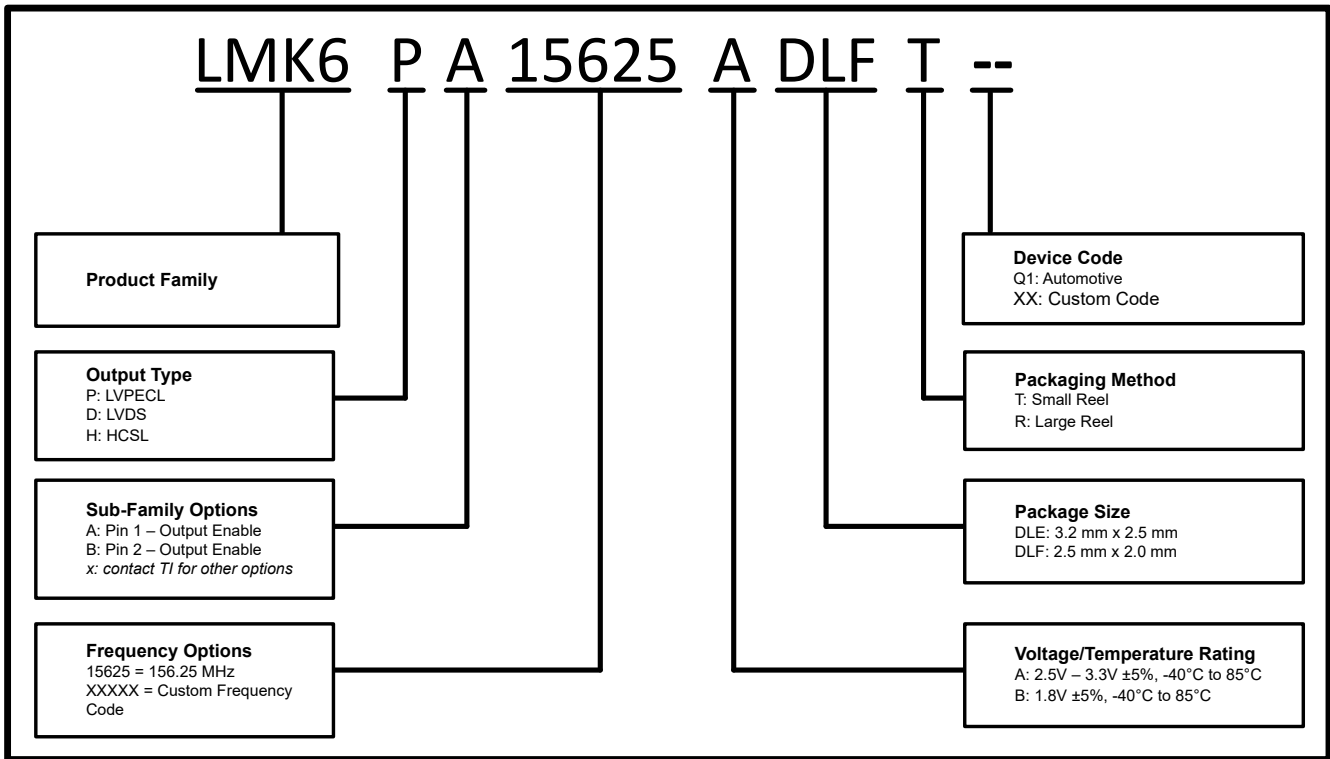 LMK6 P A 15625 A DLF T --
Product Family
Output Type
P: LVPECL
D: LVDS
H: HCSL
Sub-Family Options
A: Pin 1 – Output Enable
B: Pin 2 – Output Enable
x: contact TI for other options
Frequency Options
15625 = 156.25 MHz
XXXXX = Custom Frequency
Code
Device Code
Q1: Automotive
XX: Custom Code
Packaging Method
T: Small Reel
R: Large Reel
Package Size
DLE: 3.2 mm x 2.5 mm
DLF: 2.5 mm x 2.0 mm
Voltage/Temperature Rating
A: 2.5V – 3.3V ±5%, -40°C to 85°C
B: 1.8V ±5%, -40°C to 85°C